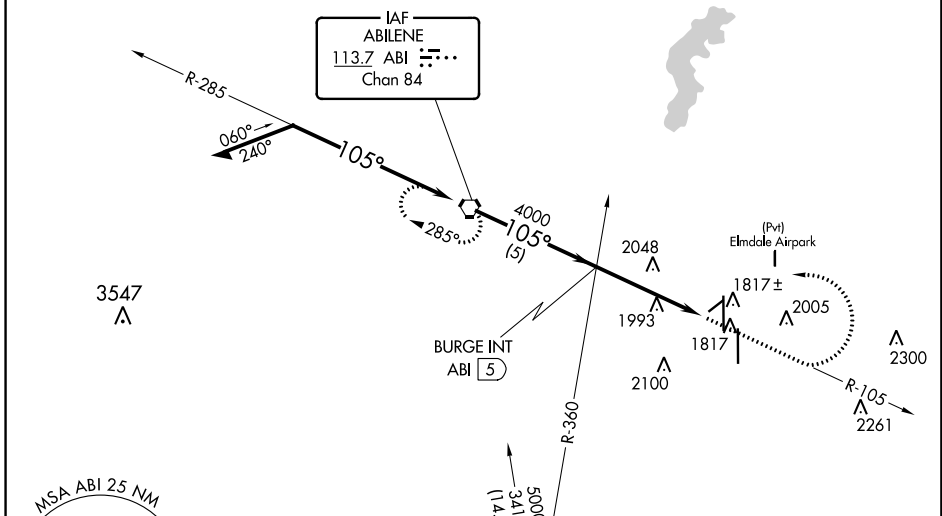 IAF
ABILENE
113.7 ABI
Chan 84
R-285
060°
240°
105°
285°
4000
105°
(5)
2048
(Pvt)
Elmdale Airpark
1817±
3547
1993
2005
1817
BURGE INT
ABI 5
2100
2300
R-105
2261
R-360
MSA ABI 25 NM
5000
341
(14.